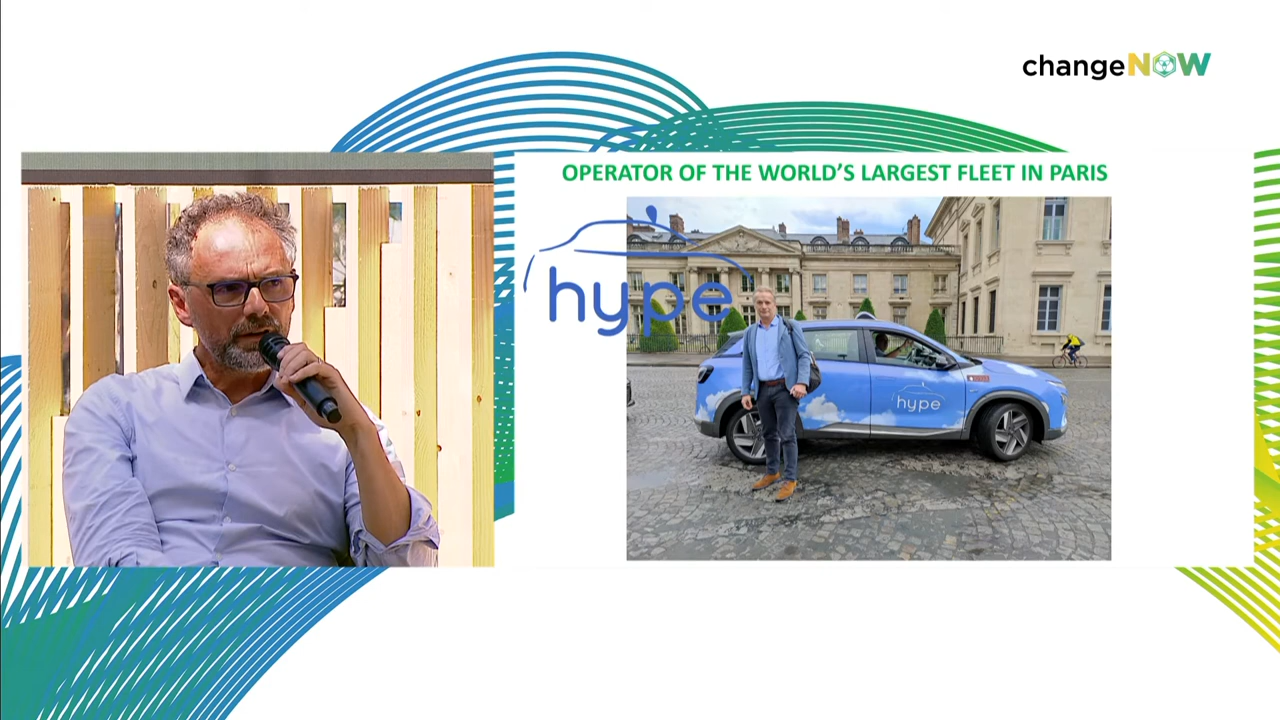 changeNOW
OPERATOR OF THE WORLD'S LARGEST FLEET IN PARIS
hype
hype